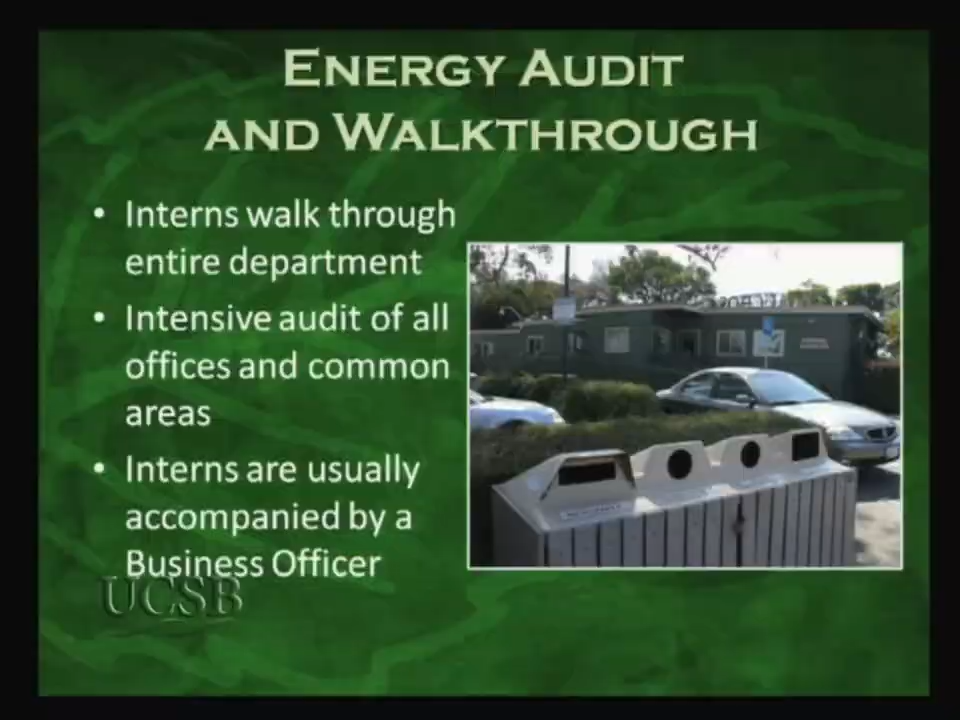 ENERGY AUDIT
AND WALKTHROUGH
• Interns walk through
entire department
• Intensive audit of all
offices and common
areas
• Interns are usually
accompanied by a
Business Officer
UCSB